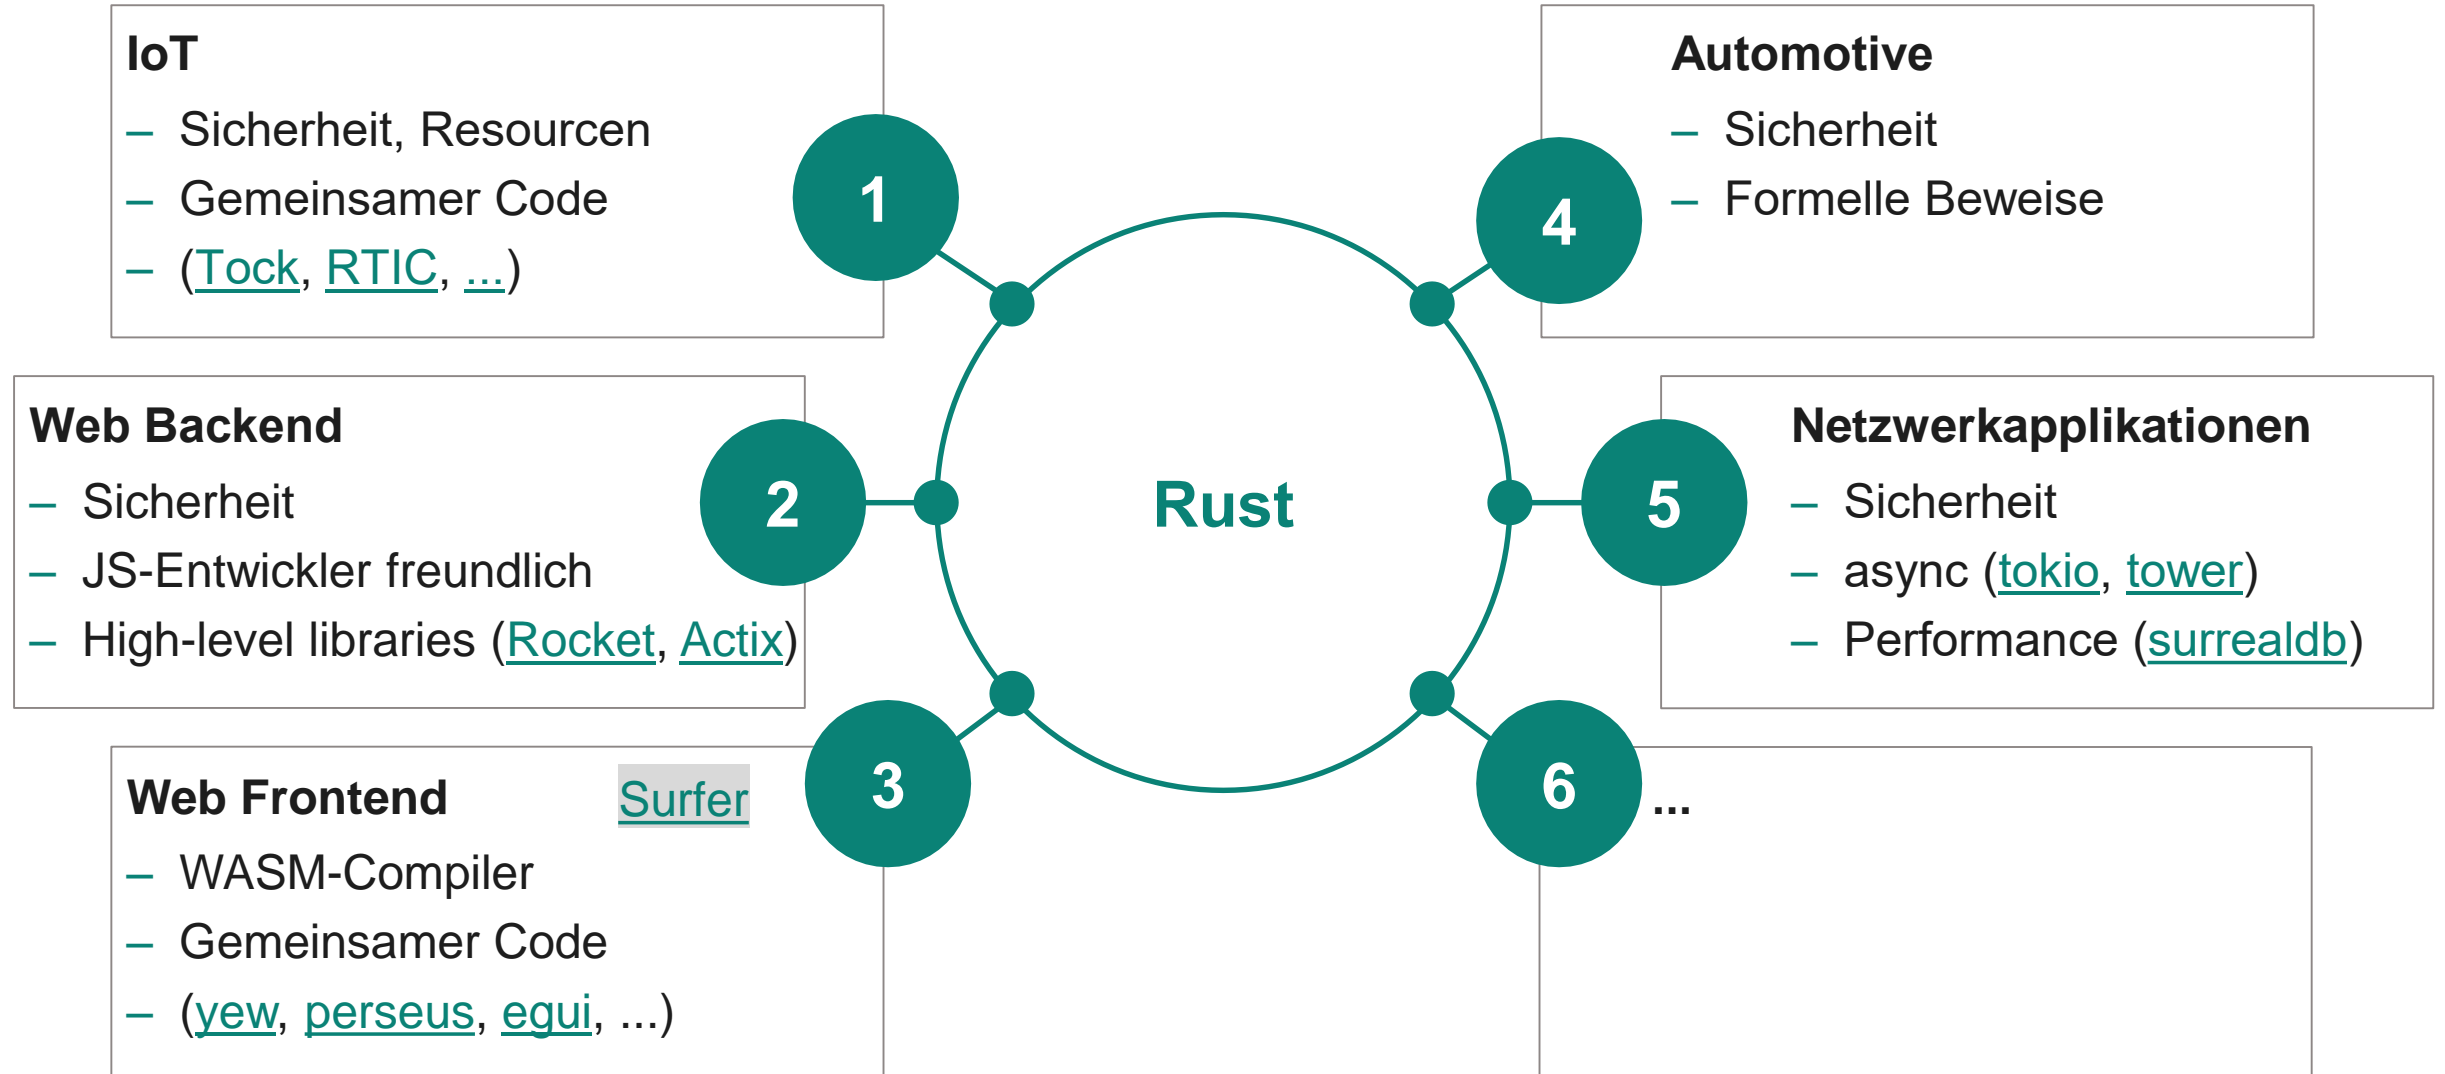 IoT
– Sicherheit, Resourcen
– Gemeinsamer Code
– (Tock, RTIC, ...)
1
Web Backend
– Sicherheit
– JS-Entwickler freundlich
– High-level libraries (Rocket, Actix)
2
Web Frontend
Surfer
– WASM-Compiler
– Gemeinsamer Code
– (yew, perseus, egui, ...)
3
Rust
4
Automotive
– Sicherheit
– Formelle Beweise
5
Netzwerkapplikationen
– Sicherheit
– async (tokio, tower)
– Performance (surrealdb)
6
...